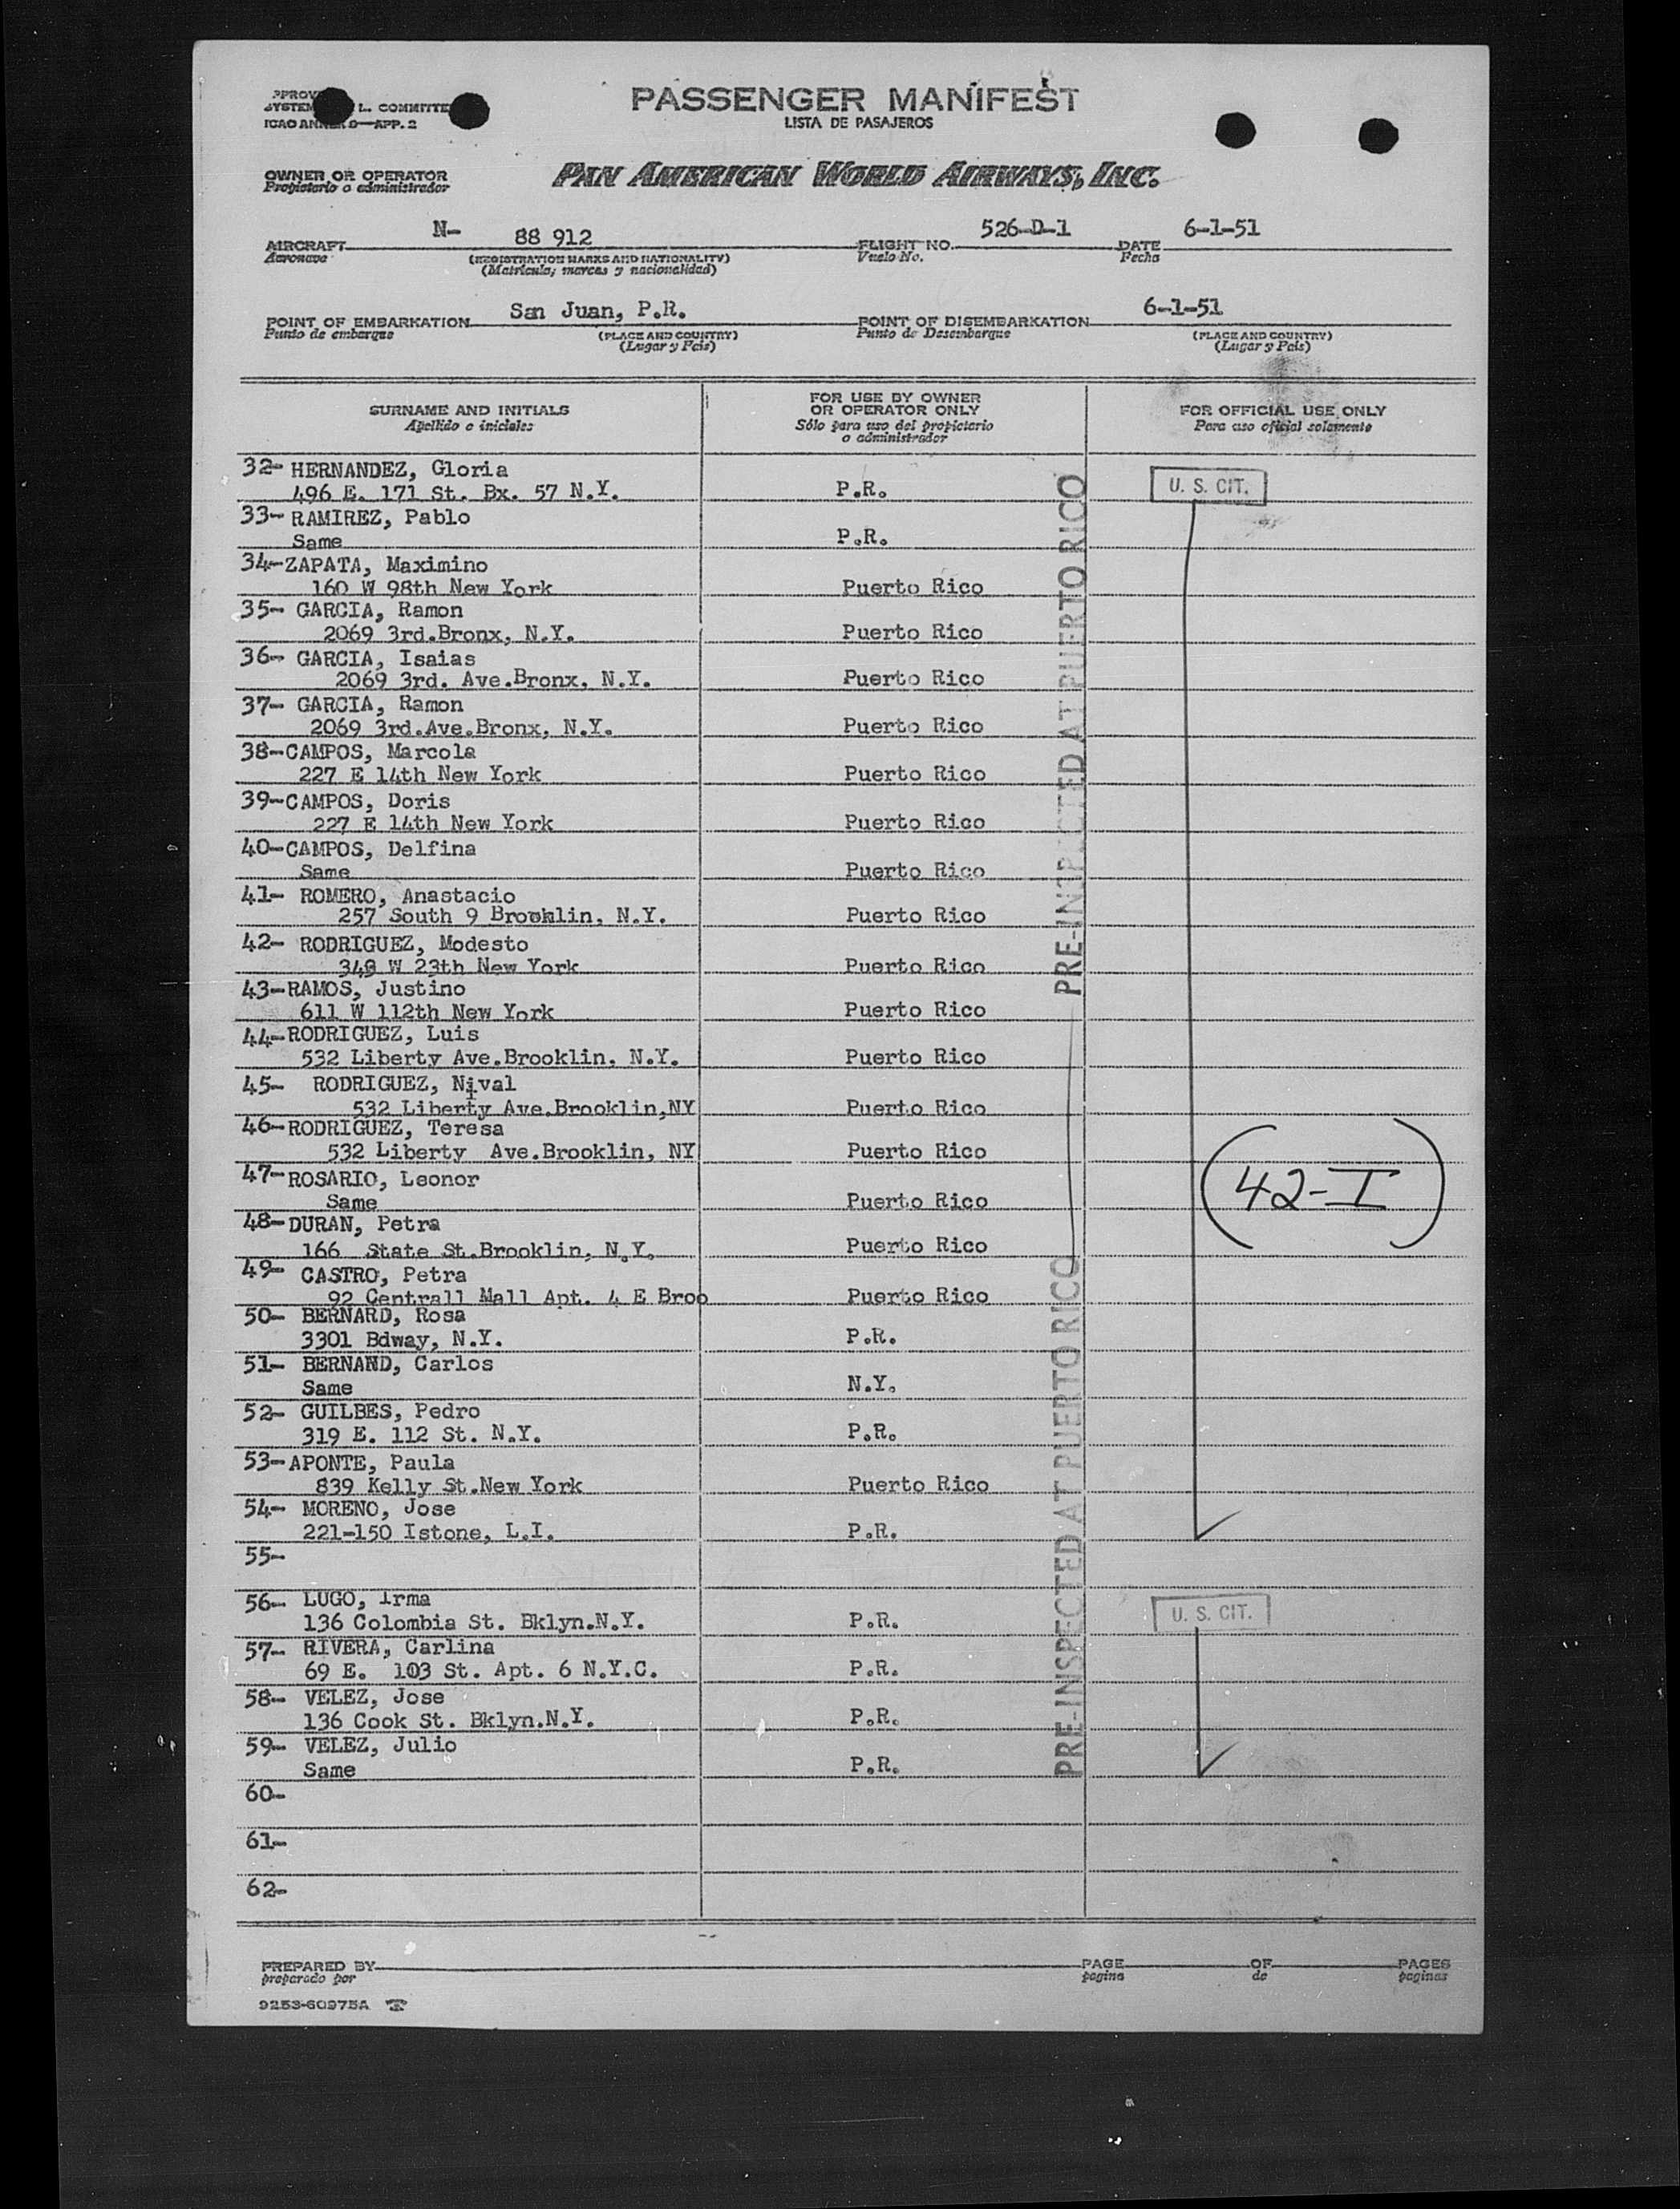 PASSENGER MANIFEST
LISTA DE PASAJEROS
L. COMMITTEE
APP. 2
OWNER OR OPERATOR
Propietario o administrador
PAN AMERICAN WORLD AIRWAYS, INC.
AIRCRAFT N- 88 912 FLIGHT NO. 526-D-1 DATE 6-1-51
Aeronave (REGISTRATION MARKS AND NATIONALITY) Vuelo No. Fecha
(Matricula; marcas y nacionalidad)
POINT OF EMBARKATION San Juan, P.R. POINT OF DISEMBARKATION 6-1-51
Punto de embarque (PLACE AND COUNTRY) Punto de Desembarque (PLACE AND COUNTRY)
(Lugar y Pais) (Lugar y Pais)
SURNAME AND INITIALS FOR USE BY OWNER OR OPERATOR ONLY FOR OFFICIAL USE ONLY
Apellido o iniciales Sólo para uso del propietario o administrador Para uso oficial solamente
32- HERNANDEZ, Gloria
496 E. 171 St. Bx. 57 N.Y. P.R. U. S. CIT.
33- RAMIREZ, Pablo
Same P.R.
34-ZAPATA, Maximino
160 W 98th New York Puerto Rico
35- GARCIA, Ramon
2069 3rd.Bronx, N.Y. Puerto Rico
36- GARCIA, Isaias
2069 3rd. Ave.Bronx, N.Y. Puerto Rico
37- GARCIA, Ramon
2069 3rd.Ave.Bronx, N.Y. Puerto Rico
38-CAMPOS, Marcola
227 E 14th New York Puerto Rico
39-CAMPOS, Doris
227 E 14th New York Puerto Rico
40-CAMPOS, Delfina
Same Puerto Rico
41- ROMERO, Anastacio
257 South 9 Brooklin, N.Y. Puerto Rico
42- RODRIGUEZ, Modesto
W 23th New York Puerto Rico
43-RAMOS, Justino
611 W 112th New York Puerto Rico
44-RODRIGUEZ, Luis
532 Liberty Ave.Brooklin, N.Y. Puerto Rico
45- RODRIGUEZ, Nival
532 Liberty Ave.Brooklin,NY Puerto Rico
46-RODRIGUEZ, Teresa
532 Liberty Ave.Brooklin, NY Puerto Rico
(42-I)
47-ROSARIO, Leonor
Same Puerto Rico
48-DURAN, Petra
166 State St.Brooklin, N.Y. Puerto Rico
49- CASTRO, Petra
92 Centrall Mall Apt. 4 E Broo Puerto Rico
50- BERNARD, Rosa
3301 Bdway, N.Y. P.R.
51- BERNAND, Carlos
Same N.Y.
52- GUILBES, Pedro
319 E. 112 St. N.Y. P.R.
53-APONTE, Paula
839 Kelly St.New York Puerto Rico
54- MORENO, Jose
221-150 Istone, L.I. P.R.
55-
56- LUGO, Irma
136 Colombia St. Bklyn.N.Y. P.R. U. S. CIT.
57- RIVERA, Carlina
69 E. 103 St. Apt. 6 N.Y.C. P.R.
58- VELEZ, Jose
136 Cook St. Bklyn.N.Y. P.R.
59- VELEZ, Julio
Same P.R.
60-
61-
62-
PRE-INSPECTED AT PUERTO RICO
PRE-INSPECTED AT PUERTO RICO
PREPARED BY PAGE OF PAGES
preparado por pagina de paginas
9253-60975A